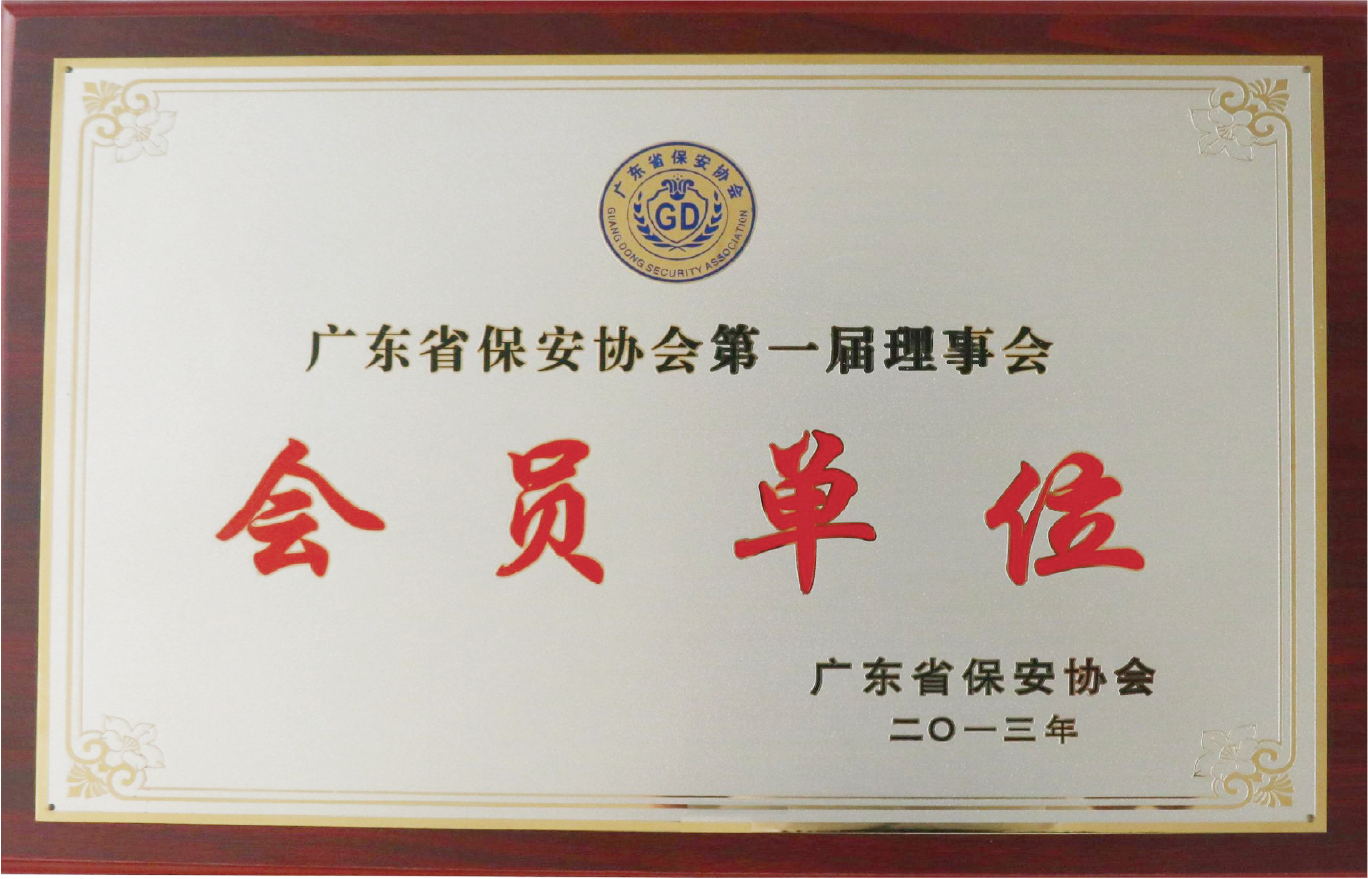 广东省保安协会
GD
GUANG DONG SECURITY ASSOCIATION
广东省保安协会第一届理事会
会员单位
广东省保安协会
二〇一三年